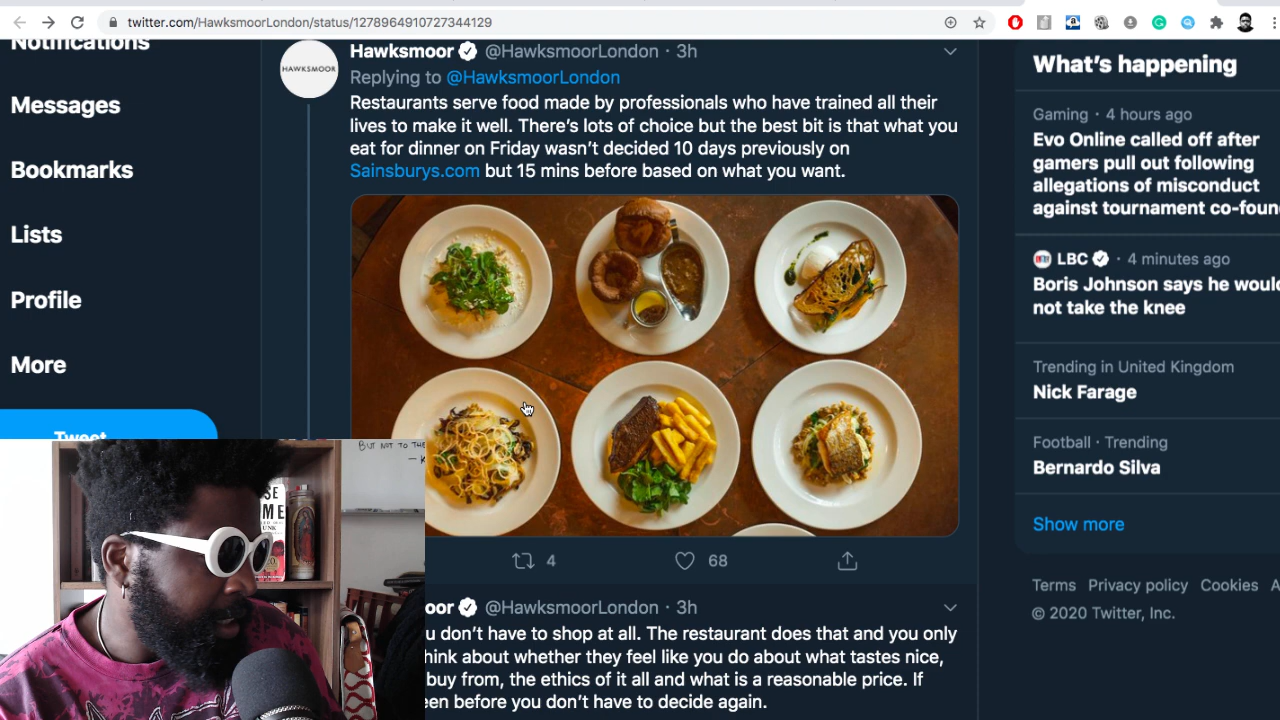 twitter.com/HawksmoorLondon/status/1278964910727344129
Notifications
Messages
Bookmarks
Lists
Profile
More
Tweet
HAWKSMOOR
Hawksmoor @HawksmoorLondon · 3h
Replying to @HawksmoorLondon
Restaurants serve food made by professionals who have trained all their
lives to make it well. There's lots of choice but the best bit is that what you
eat for dinner on Friday wasn't decided 10 days previously on
Sainsburys.com but 15 mins before based on what you want.
4
68
oor @HawksmoorLondon · 3h
u don't have to shop at all. The restaurant does that and you only
hink about whether they feel like you do about what tastes nice,
buy from, the ethics of it all and what is a reasonable price. If
een before you don't have to decide again.
What's happening
Gaming · 4 hours ago
Evo Online called off after
gamers pull out following
allegations of misconduct
against tournament co-foun
LBC · 4 minutes ago
Boris Johnson says he would
not take the knee
Trending in United Kingdom
Nick Farage
Football · Trending
Bernardo Silva
Show more
Terms Privacy policy Cookies A
© 2020 Twitter, Inc.
BUT NOT TO THE